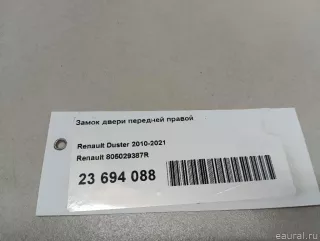 Замок двери передней правой
Renault Duster 2010-2021
Renault 805029387R
23 694 088
eaural.ru